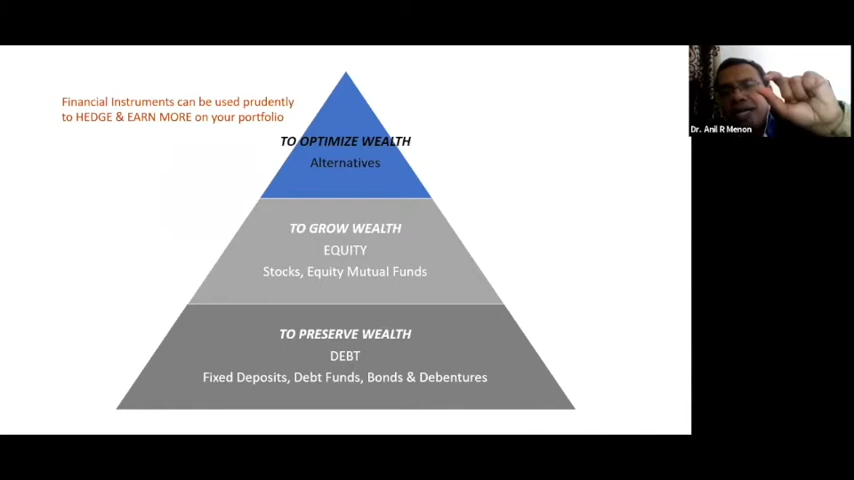 Financial Instruments can be used prudently
to HEDGE & EARN MORE on your portfolio
TO OPTIMIZE WEALTH
Alternatives
TO GROW WEALTH
EQUITY
Stocks, Equity Mutual Funds
TO PRESERVE WEALTH
DEBT
Fixed Deposits, Debt Funds, Bonds & Debentures
Dr. Anil R Menon